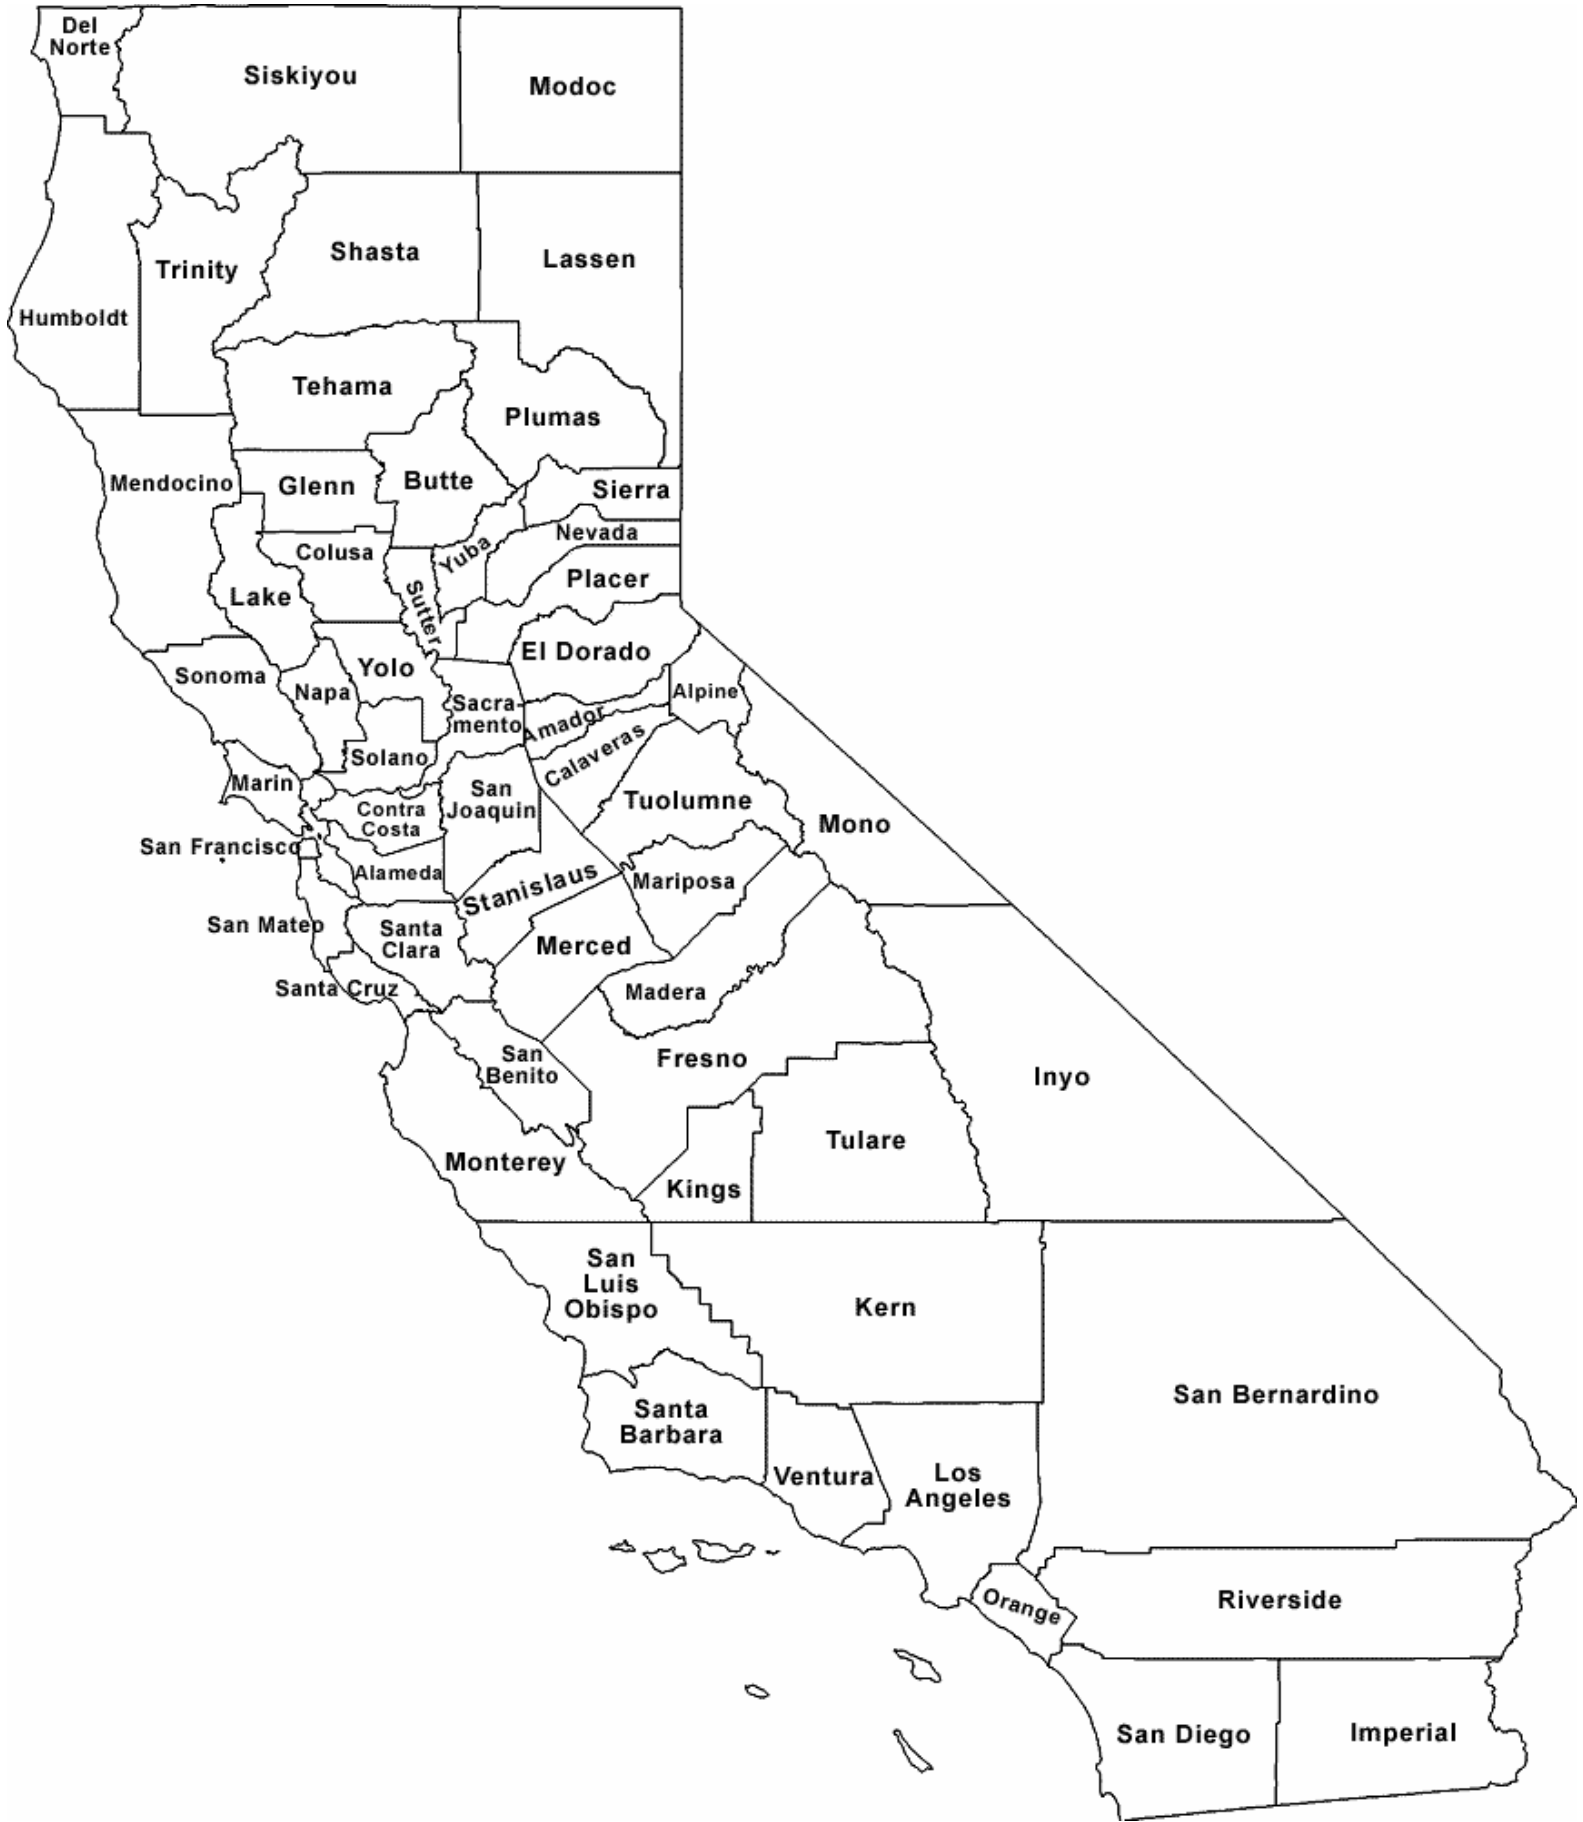 Del
Norte
Siskiyou
Modoc
Shasta
Lassen
Trinity
Humboldt
Tehama
Plumas
Mendocino
Glenn
Butte
Sierra
Nevada
Colusa
Yuba
Placer
Lake
Sutter
El Dorado
Yolo
Sonoma
Napa
Alpine
Sacra-
mento
Amador
Calaveras
Solano
Marin
San
Joaquin
Tuolumne
Contra
Costa
Mono
San Francisco
Alameda
Stanislaus
Mariposa
San Mateo
Santa
Clara
Merced
Santa Cruz
Madera
San
Benito
Fresno
Inyo
Tulare
Monterey
Kings
San
Luis
Obispo
Kern
San Bernardino
Santa
Barbara
Ventura
Los
Angeles
Orange
Riverside
San Diego
Imperial